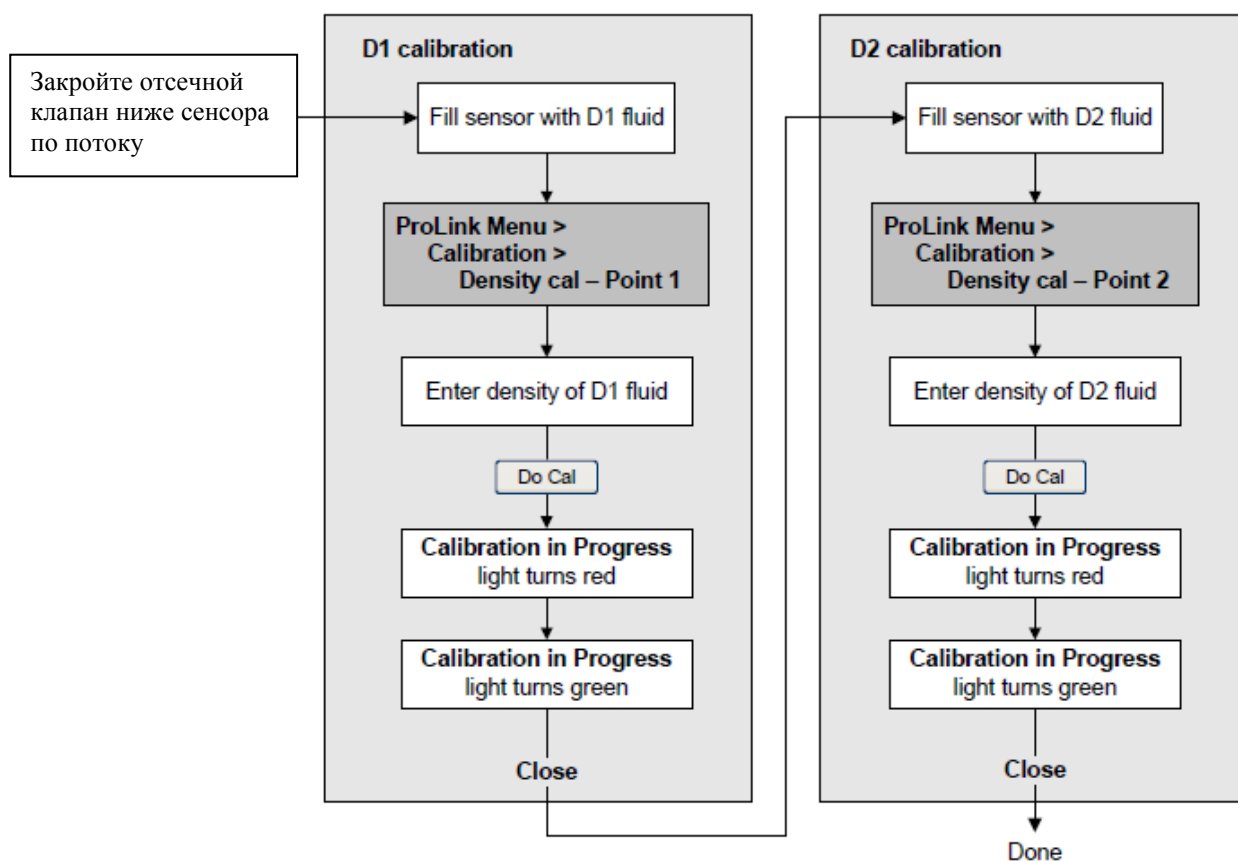 Закройте отсечной
клапан ниже сенсора
по потоку
D1 calibration
Fill sensor with D1 fluid
ProLink Menu >
Calibration >
Density cal – Point 1
Enter density of D1 fluid
Do Cal
Calibration in Progress
light turns red
Calibration in Progress
light turns green
Close
D2 calibration
Fill sensor with D2 fluid
ProLink Menu >
Calibration >
Density cal – Point 2
Enter density of D2 fluid
Do Cal
Calibration in Progress
light turns red
Calibration in Progress
light turns green
Close
Done